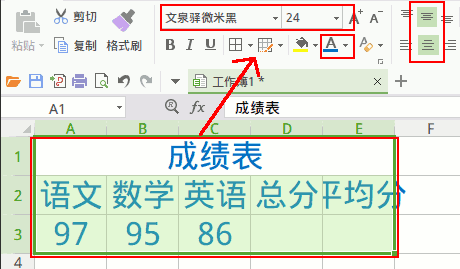 剪切
文泉驿微米黑 24
粘贴 复制 格式刷
B I U A
工作簿1 *
A1 fx 成绩表
A B C D E F
1 成绩表
2 语文 数学 英语 总分 平均分
3 97 95 86
4